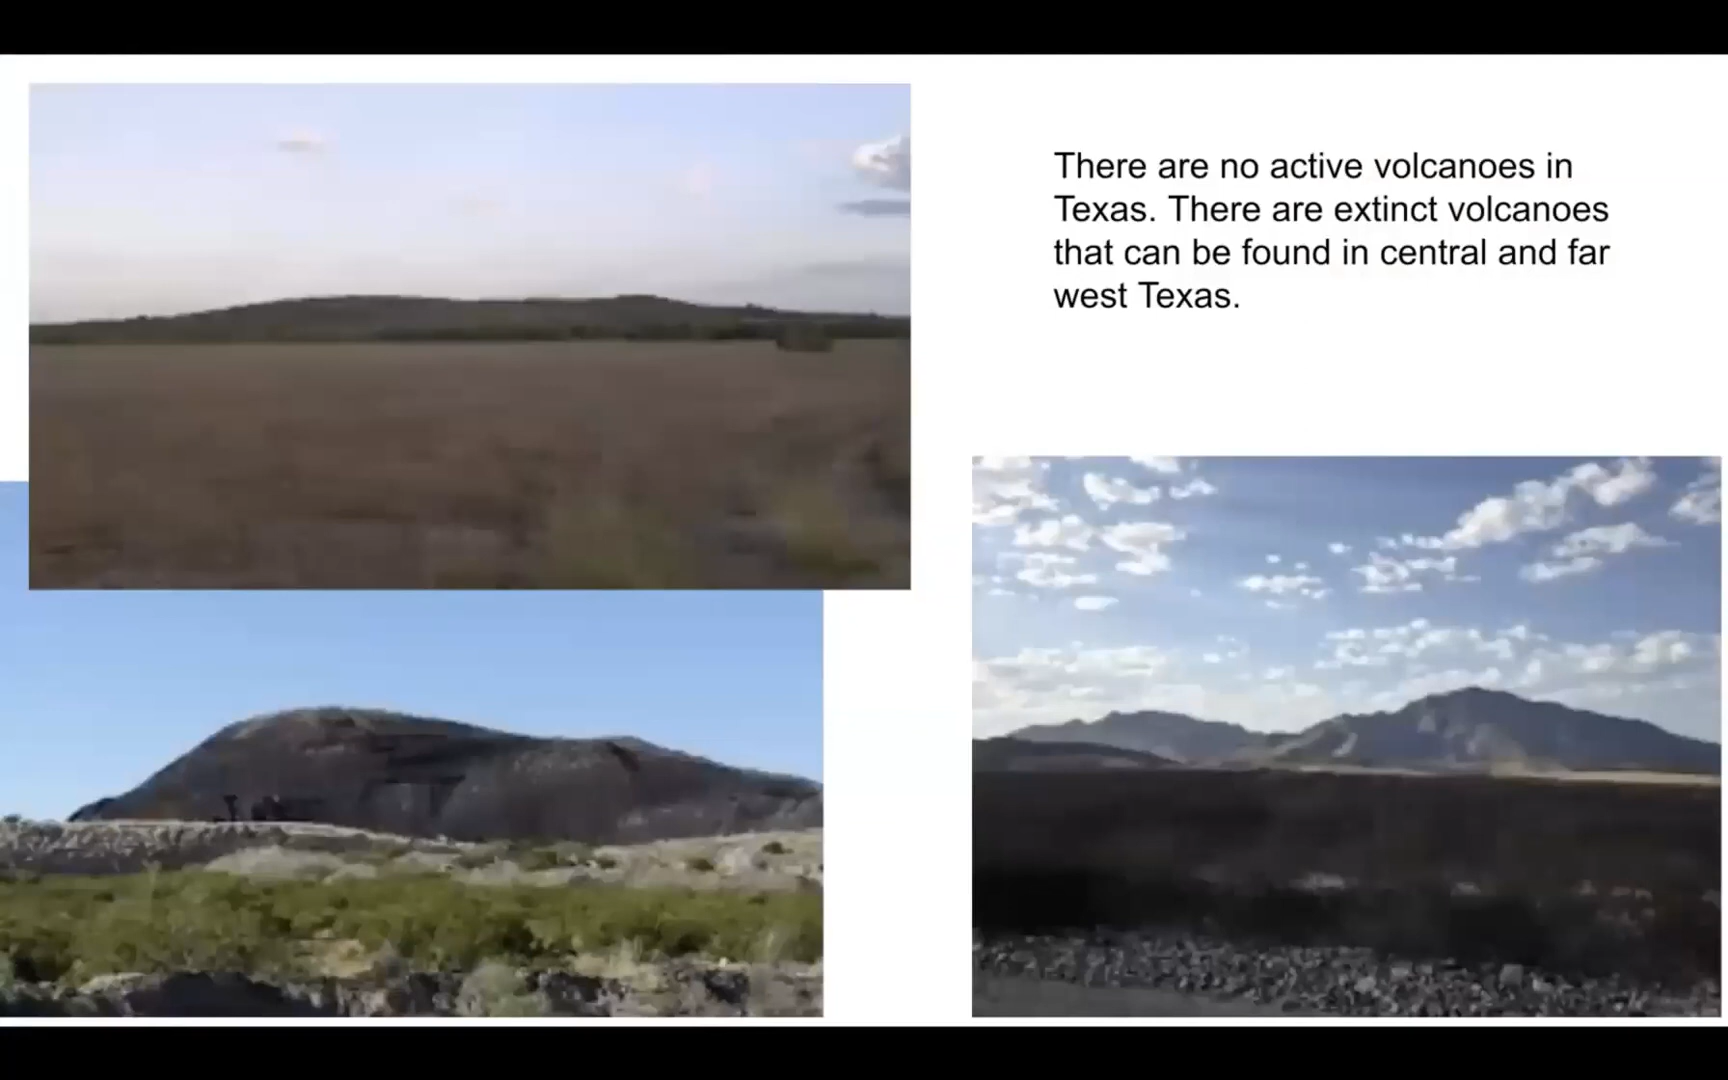 There are no active volcanoes in
Texas. There are extinct volcanoes
that can be found in central and far
west Texas.